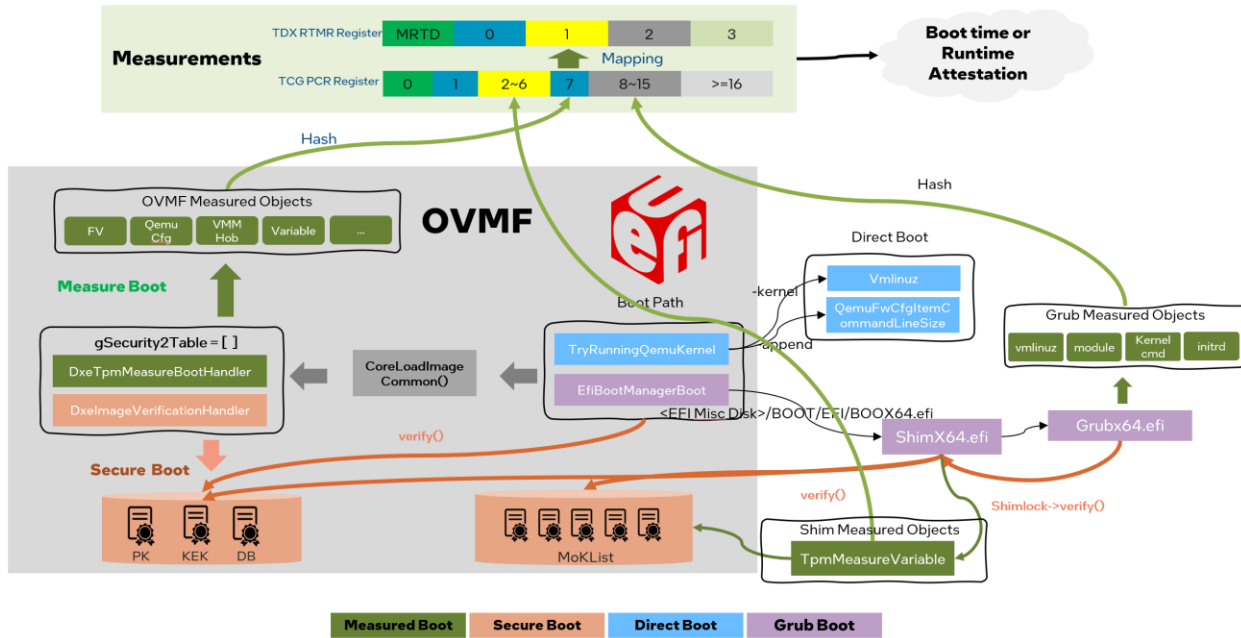 TDX RTMR Register
MRTD
0
1
2
3
Measurements
Mapping
TCG PCR Register
0
1
2~6
7
8~15
>=16
Boot time or
Runtime
Attestation
Hash
Hash
OVMF Measured Objects
FV
Qemu
Cfg
VMM
Hob
Variable
...
OVMF
UEFi
Direct Boot
Vmlinuz
QemuFwCfgItemC
ommandLineSize
Measure Boot
Boot Path
-kernel
-append
TryRunningQemuKernel
EfiBootManagerBoot
<EFI Misc Disk>/BOOT/EFI/BOOX64.efi
gSecurity2Table = [ ]
DxeTpmMeasureBootHandler
DxeImageVerificationHandler
CoreLoadImage
Common()
Grub Measured Objects
vmlinuz
module
Kernel
cmd
initrd
ShimX64.efi
Grubx64.efi
verify()
Secure Boot
PK
KEK
DB
MoKList
verify()
Shimlock->verify()
Shim Measured Objects
TpmMeasureVariable
Measured Boot
Secure Boot
Direct Boot
Grub Boot